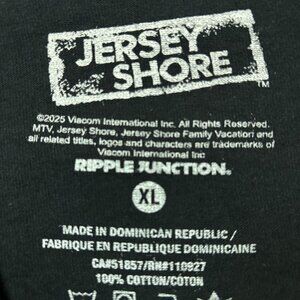 JERSEY
SHORE
TM
©2025 Viacom International Inc. All Rights Reserved.
MTV, Jersey Shore, Jersey Shore Family Vacation and
all related titles, logos and characters are trademarks of
Viacom International Inc
RIPPLE JUNCTION.
XL
MADE IN DOMINICAN REPUBLIC /
FABRIQUE EN REPUBLIQUE DOMINICAINE
CA#51857/RN#110927
100% COTTON/COTON